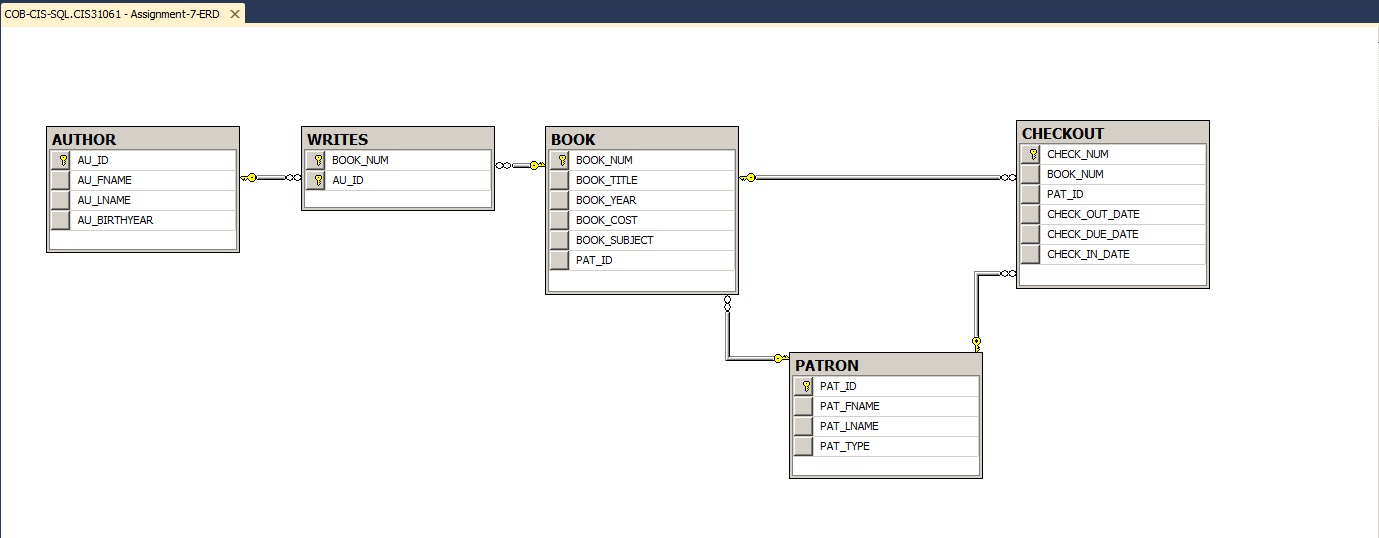 COB-CIS-SQL.CIS31061 - Assignment-7-ERD
AUTHOR
AU_ID
AU_FNAME
AU_LNAME
AU_BIRTHYEAR
WRITES
BOOK_NUM
AU_ID
BOOK
BOOK_NUM
BOOK_TITLE
BOOK_YEAR
BOOK_COST
BOOK_SUBJECT
PAT_ID
CHECKOUT
CHECK_NUM
BOOK_NUM
PAT_ID
CHECK_OUT_DATE
CHECK_DUE_DATE
CHECK_IN_DATE
PATRON
PAT_ID
PAT_FNAME
PAT_LNAME
PAT_TYPE